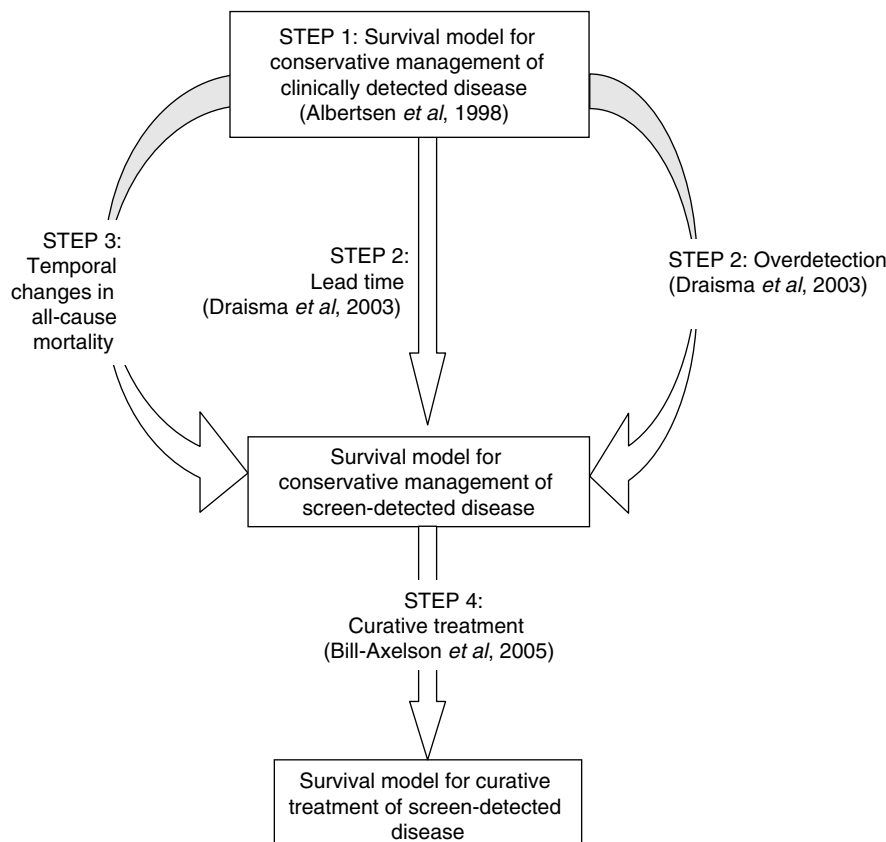 STEP 1: Survival model for
conservative management of
clinically detected disease
(Albertsen et al, 1998)
STEP 3:
Temporal
changes in
all-cause
mortality
STEP 2:
Lead time
(Draisma et al, 2003)
STEP 2: Overdetection
(Draisma et al, 2003)
Survival model for
conservative management of
screen-detected disease
STEP 4:
Curative treatment
(Bill-Axelson et al, 2005)
Survival model for curative
treatment of screen-detected
disease